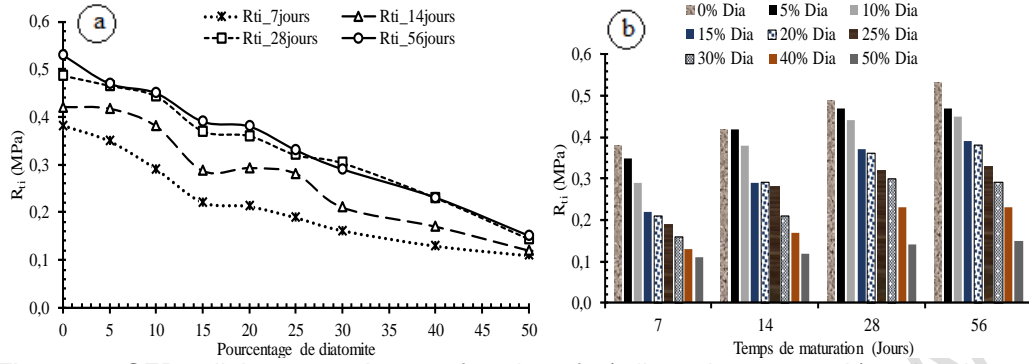 a
Rti_7jours
Rti_14jours
Rti_28jours
Rti_56jours
0,6
0,5
0,4
0,3
0,2
0,1
0,0
R_ti (MPa)
0 5 10 15 20 25 30 35 40 45 50
Pourcentage de diatomite
b
0% Dia 5% Dia 10% Dia
15% Dia 20% Dia 25% Dia
30% Dia 40% Dia 50% Dia
0,6
0,5
0,4
0,3
0,2
0,1
0,0
R_ti (MPa)
7 14 28 56
Temps de maturation (Jours)